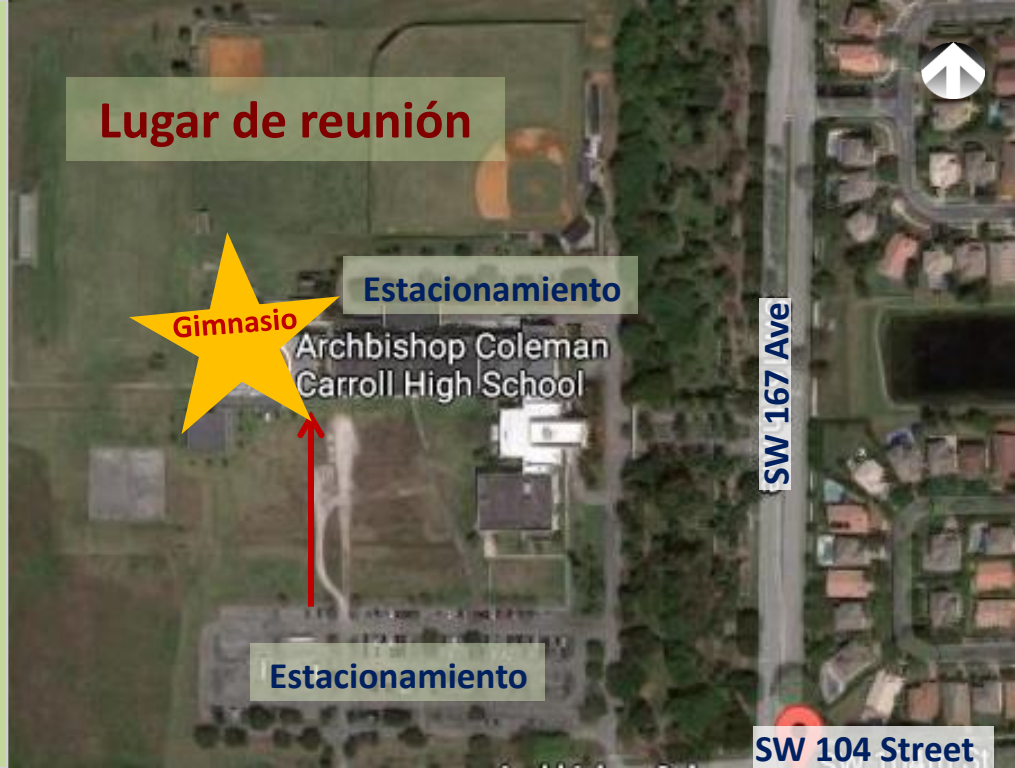 Lugar de reunión
Estacionamiento
Gimnasio
Archbishop Coleman
Carroll High School
SW 167 Ave
Estacionamiento
SW 104 Street